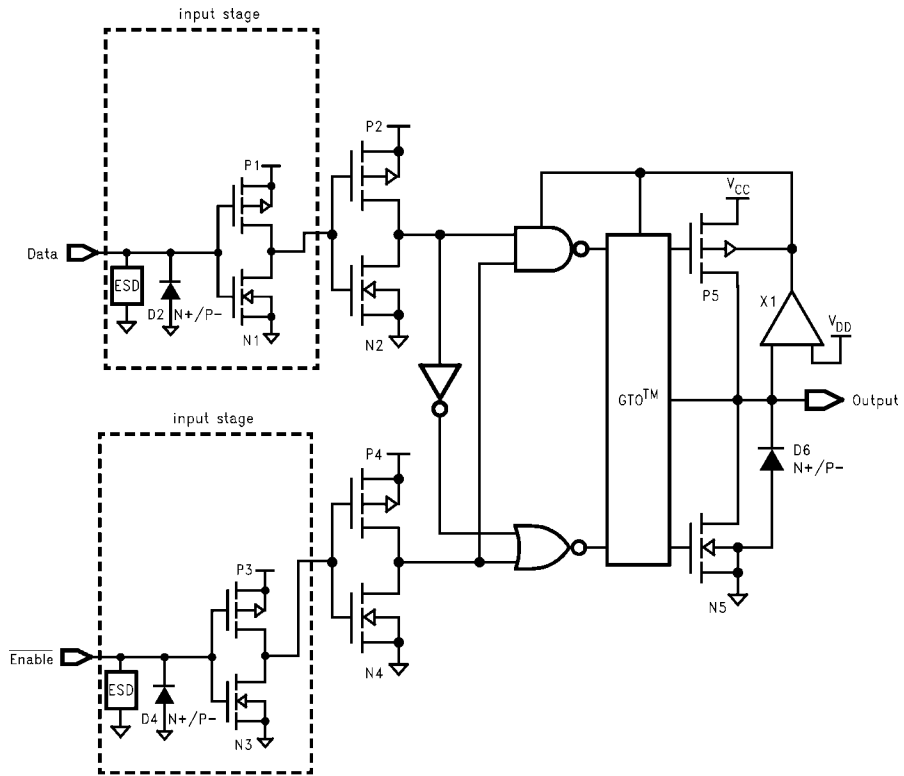 input stage
P2
P1
V_CC
Data
ESD
P5
X1
V_DD
D2 N+/P-
N1
N2
GTO™
Output
input stage
D6
N+/P-
P4
P3
N5
Enable
ESD
N4
D4 N+/P-
N3